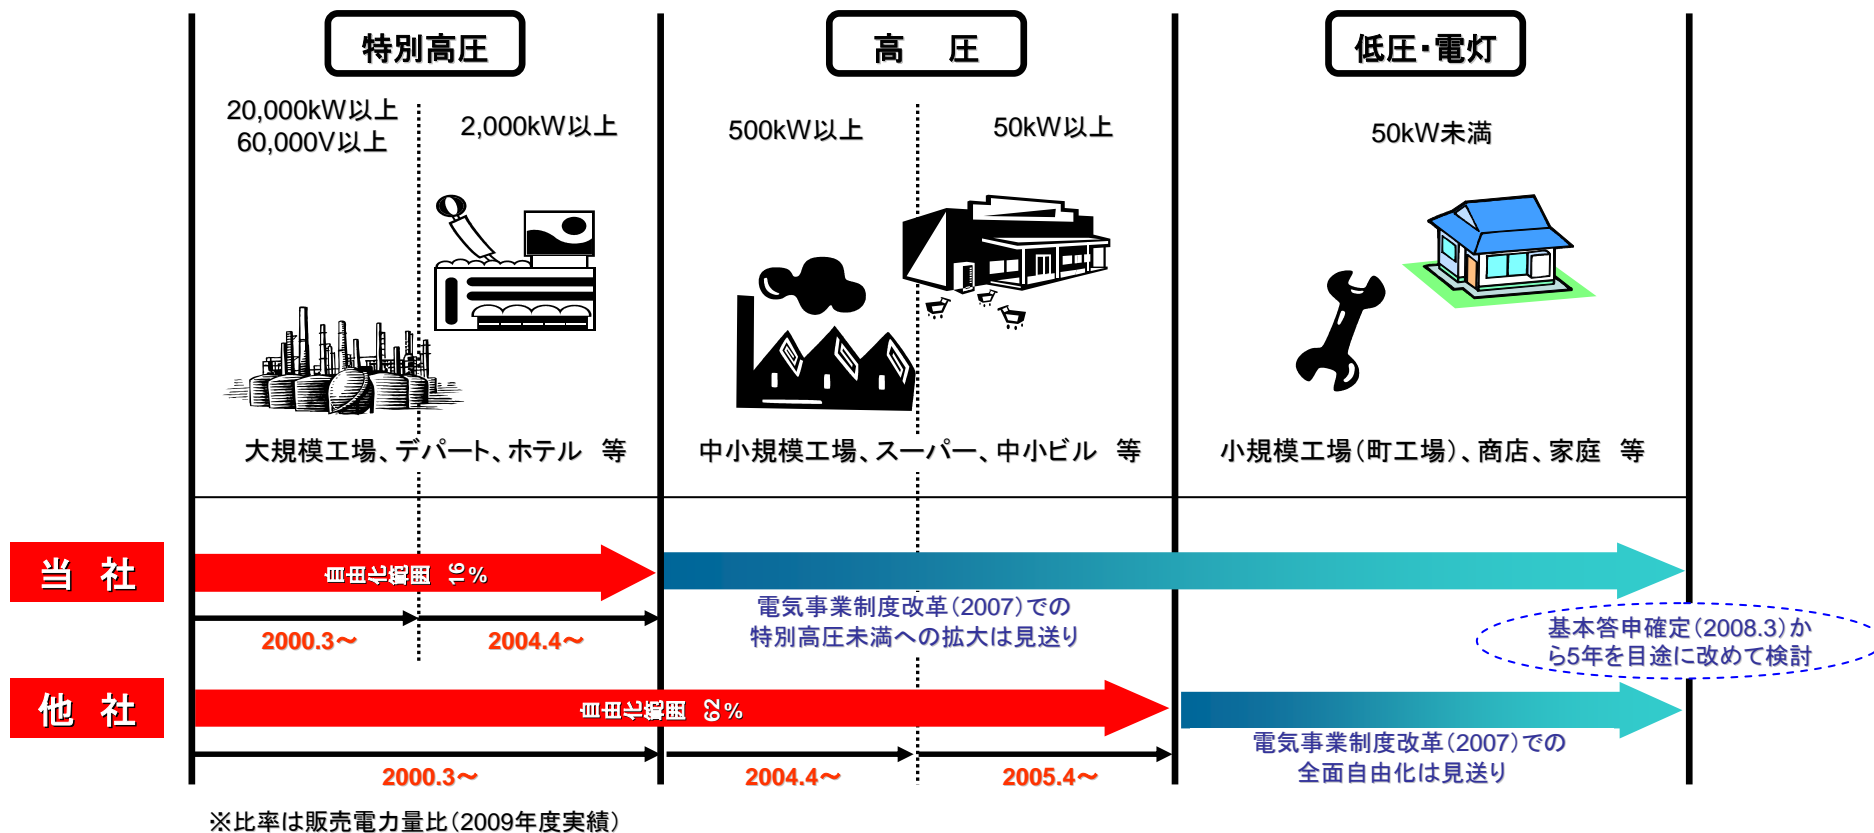 特別高圧
高 圧
低圧・電灯
20,000kW以上
60,000V以上
2,000kW以上
500kW以上
50kW以上
50kW未満
大規模工場、デパート、ホテル 等
中小規模工場、スーパー、中小ビル 等
小規模工場(町工場)、商店、家庭 等
当 社
自由化範囲 16%
2000.3～
2004.4～
電気事業制度改革(2007)での
特別高圧未満への拡大は見送り
基本答申確定(2008.3)か
ら5年を目途に改めて検討
他 社
自由化範囲 62%
2000.3～
2004.4～
2005.4～
電気事業制度改革(2007)での
全面自由化は見送り
※比率は販売電力量比(2009年度実績)